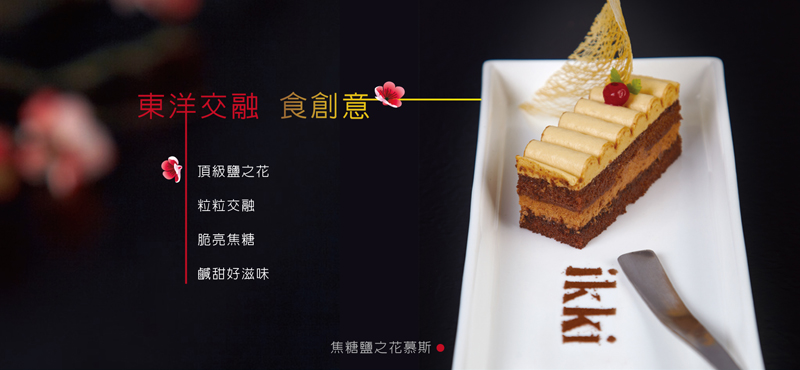 東洋交融 食創意
頂級鹽之花
粒粒交融
脆亮焦糖
鹹甜好滋味
ikki
焦糖鹽之花慕斯